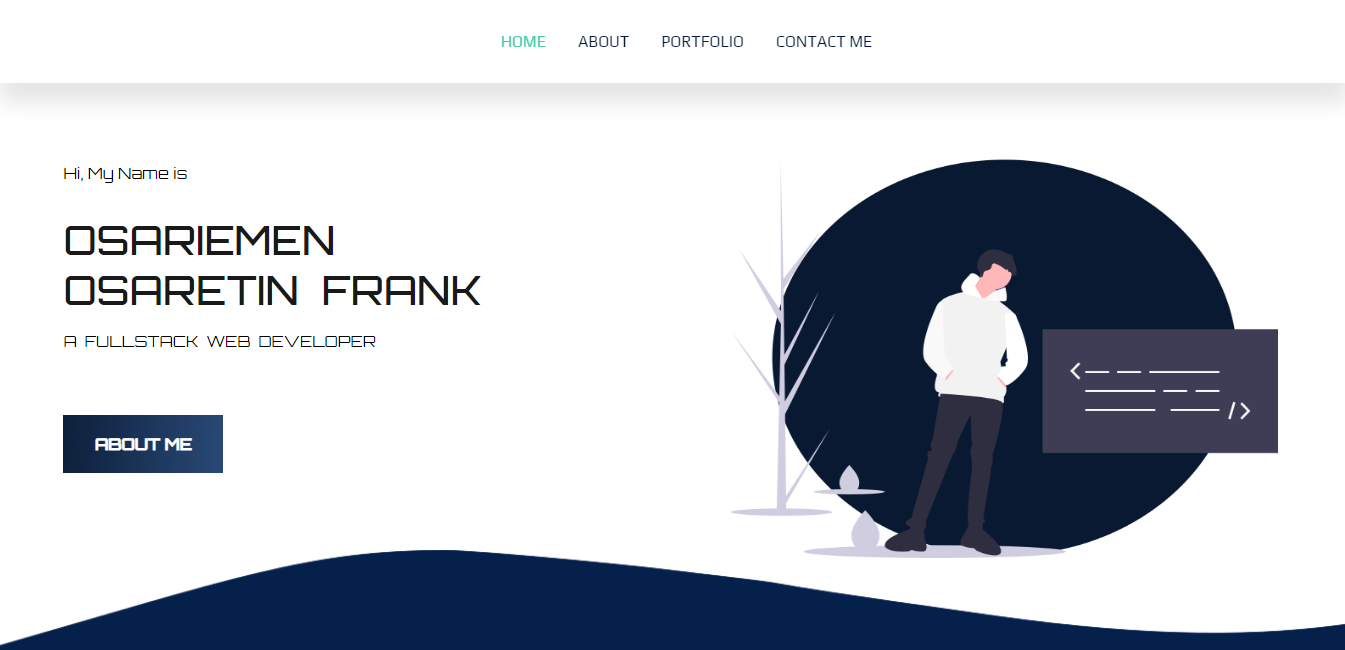 HOME ABOUT PORTFOLIO CONTACT ME
Hi, My Name is
OSARIEMEN
OSARETIN FRANK
A FULLSTACK WEB DEVELOPER
ABOUT ME